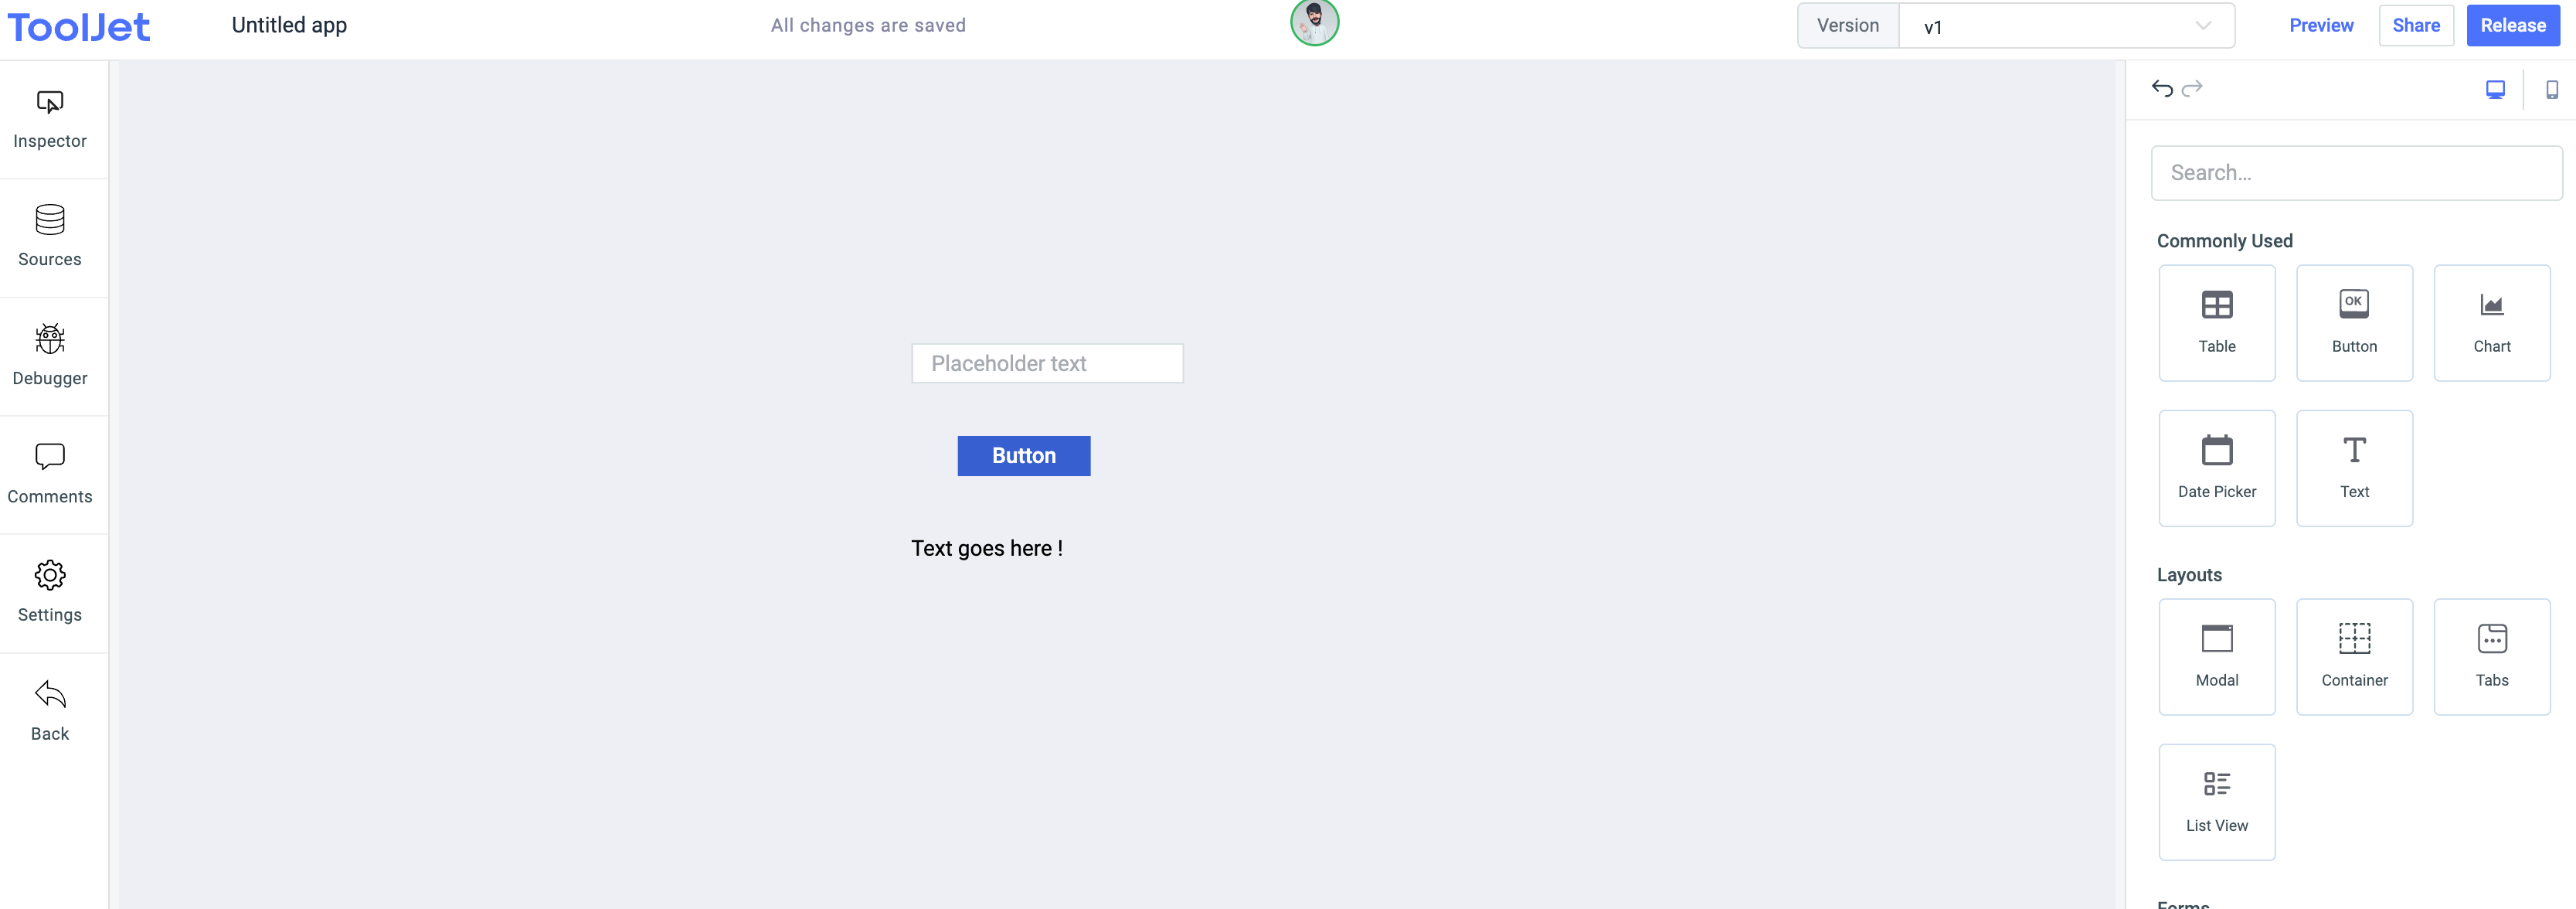 ToolJet
Untitled app
All changes are saved
Version
v1
Preview
Share
Release
Inspector
Sources
Debugger
Comments
Settings
Back
Placeholder text
Button
Text goes here !
Search...
Commonly Used
Table
OK
Button
Chart
Date Picker
Text
Layouts
Modal
Container
Tabs
List View
Forms